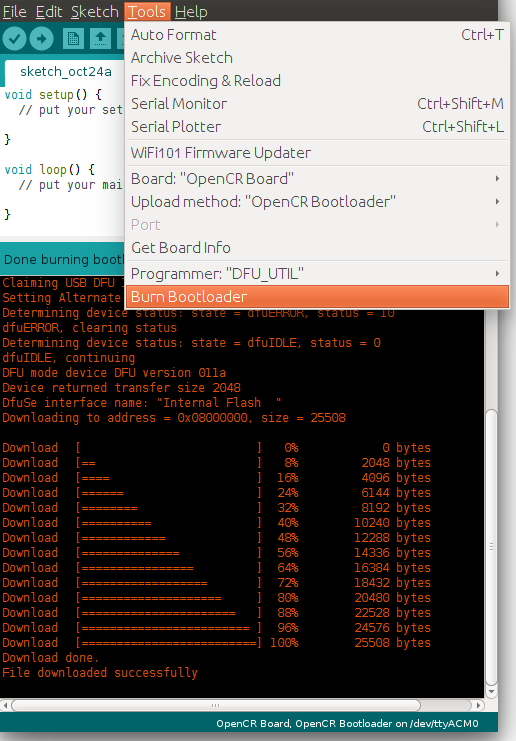 File Edit Sketch Tools Help
Auto Format Ctrl+T
Archive Sketch
Fix Encoding & Reload
Serial Monitor Ctrl+Shift+M
Serial Plotter Ctrl+Shift+L
WiFi101 Firmware Updater
Board: "OpenCR Board"
Upload method: "OpenCR Bootloader"
Port
Get Board Info
Programmer: "DFU_UTIL"
Burn Bootloader
sketch_oct24a
void setup() {
// put your set
}
void loop() {
// put your mai
}
Done burning bootl
Claiming USB DFU I
Setting Alternate
Determining device status: state = dfuERROR, status = 10
dfuERROR, clearing status
Determining device status: state = dfuIDLE, status = 0
dfuIDLE, continuing
DFU mode device DFU version 011a
Device returned transfer size 2048
DfuSe interface name: "Internal Flash  "
Downloading to address = 0x08000000, size = 25508
Download [                         ] 0% 0 bytes
Download [==                       ] 8% 2048 bytes
Download [====                     ] 16% 4096 bytes
Download [======                   ] 24% 6144 bytes
Download [========                 ] 32% 8192 bytes
Download [==========               ] 40% 10240 bytes
Download [============             ] 48% 12288 bytes
Download [==============           ] 56% 14336 bytes
Download [================         ] 64% 16384 bytes
Download [==================       ] 72% 18432 bytes
Download [====================     ] 80% 20480 bytes
Download [======================   ] 88% 22528 bytes
Download [======================== ] 96% 24576 bytes
Download [=========================] 100% 25508 bytes
Download done.
File downloaded successfully
OpenCR Board, OpenCR Bootloader on /dev/ttyACM0